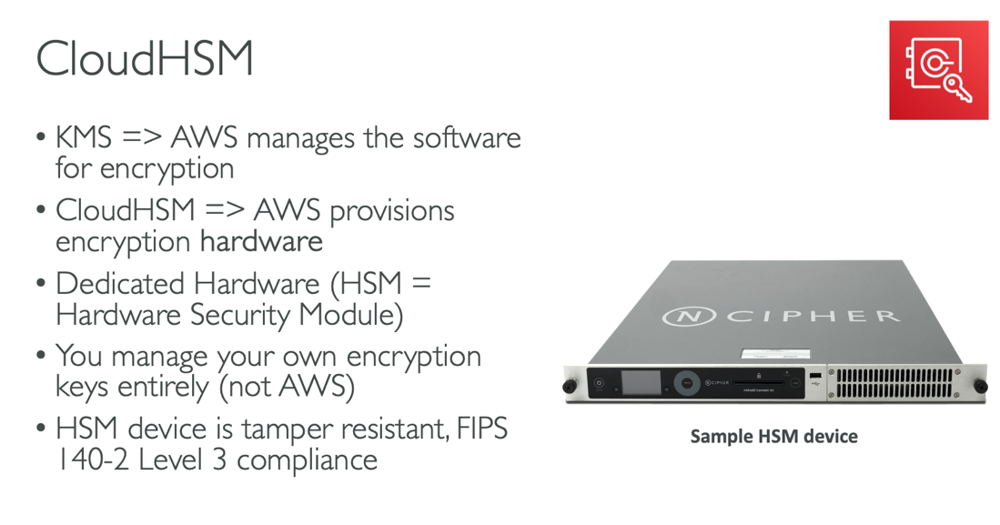 CloudHSM
• KMS => AWS manages the software
for encryption
• CloudHSM => AWS provisions
encryption hardware
• Dedicated Hardware (HSM =
Hardware Security Module)
• You manage your own encryption
keys entirely (not AWS)
• HSM device is tamper resistant, FIPS
140-2 Level 3 compliance
N CIPHER
N CIPHER
Sample HSM device